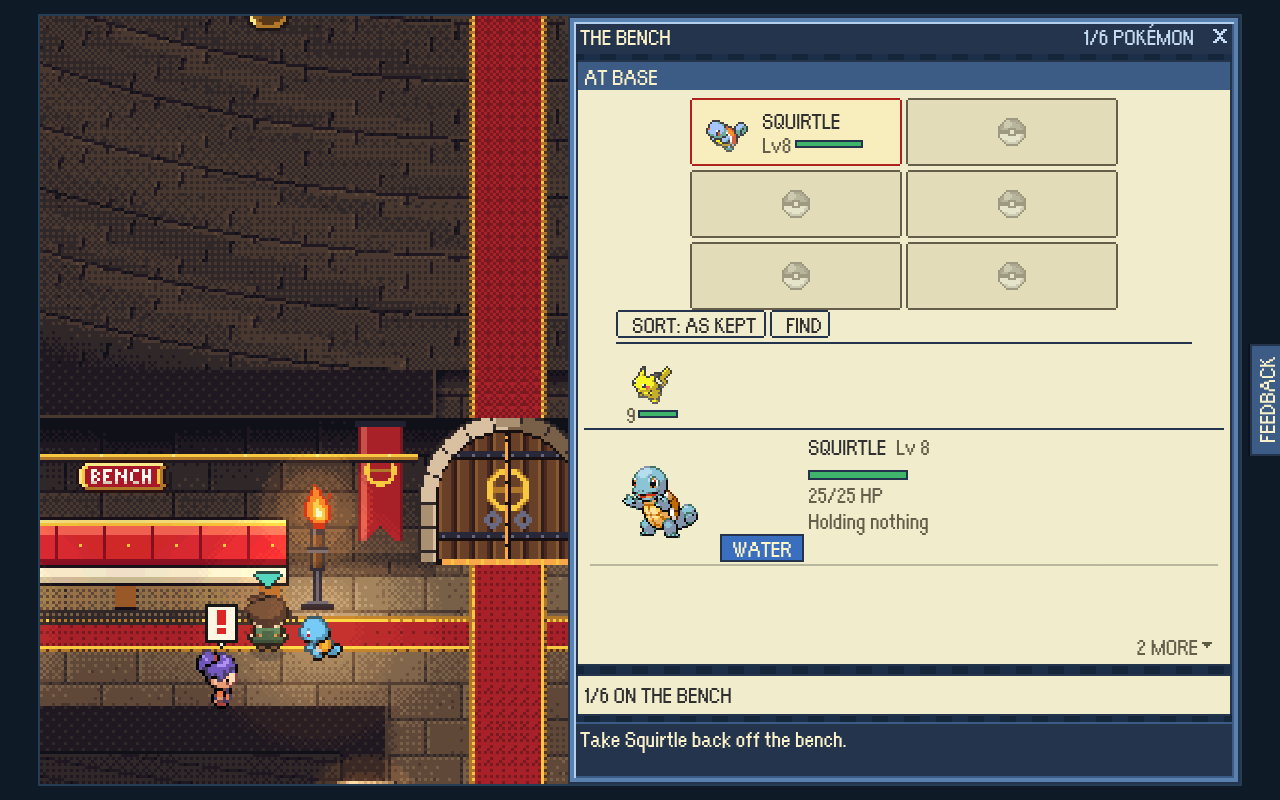 THE BENCH
1/6 POKÉMON X
AT BASE
SQUIRTLE
Lv8
SORT: AS KEPT
FIND
9
SQUIRTLE Lv 8
25/25 HP
Holding nothing
WATER
2 MORE
1/6 ON THE BENCH
Take Squirtle back off the bench.
BENCH
!
FEEDBACK